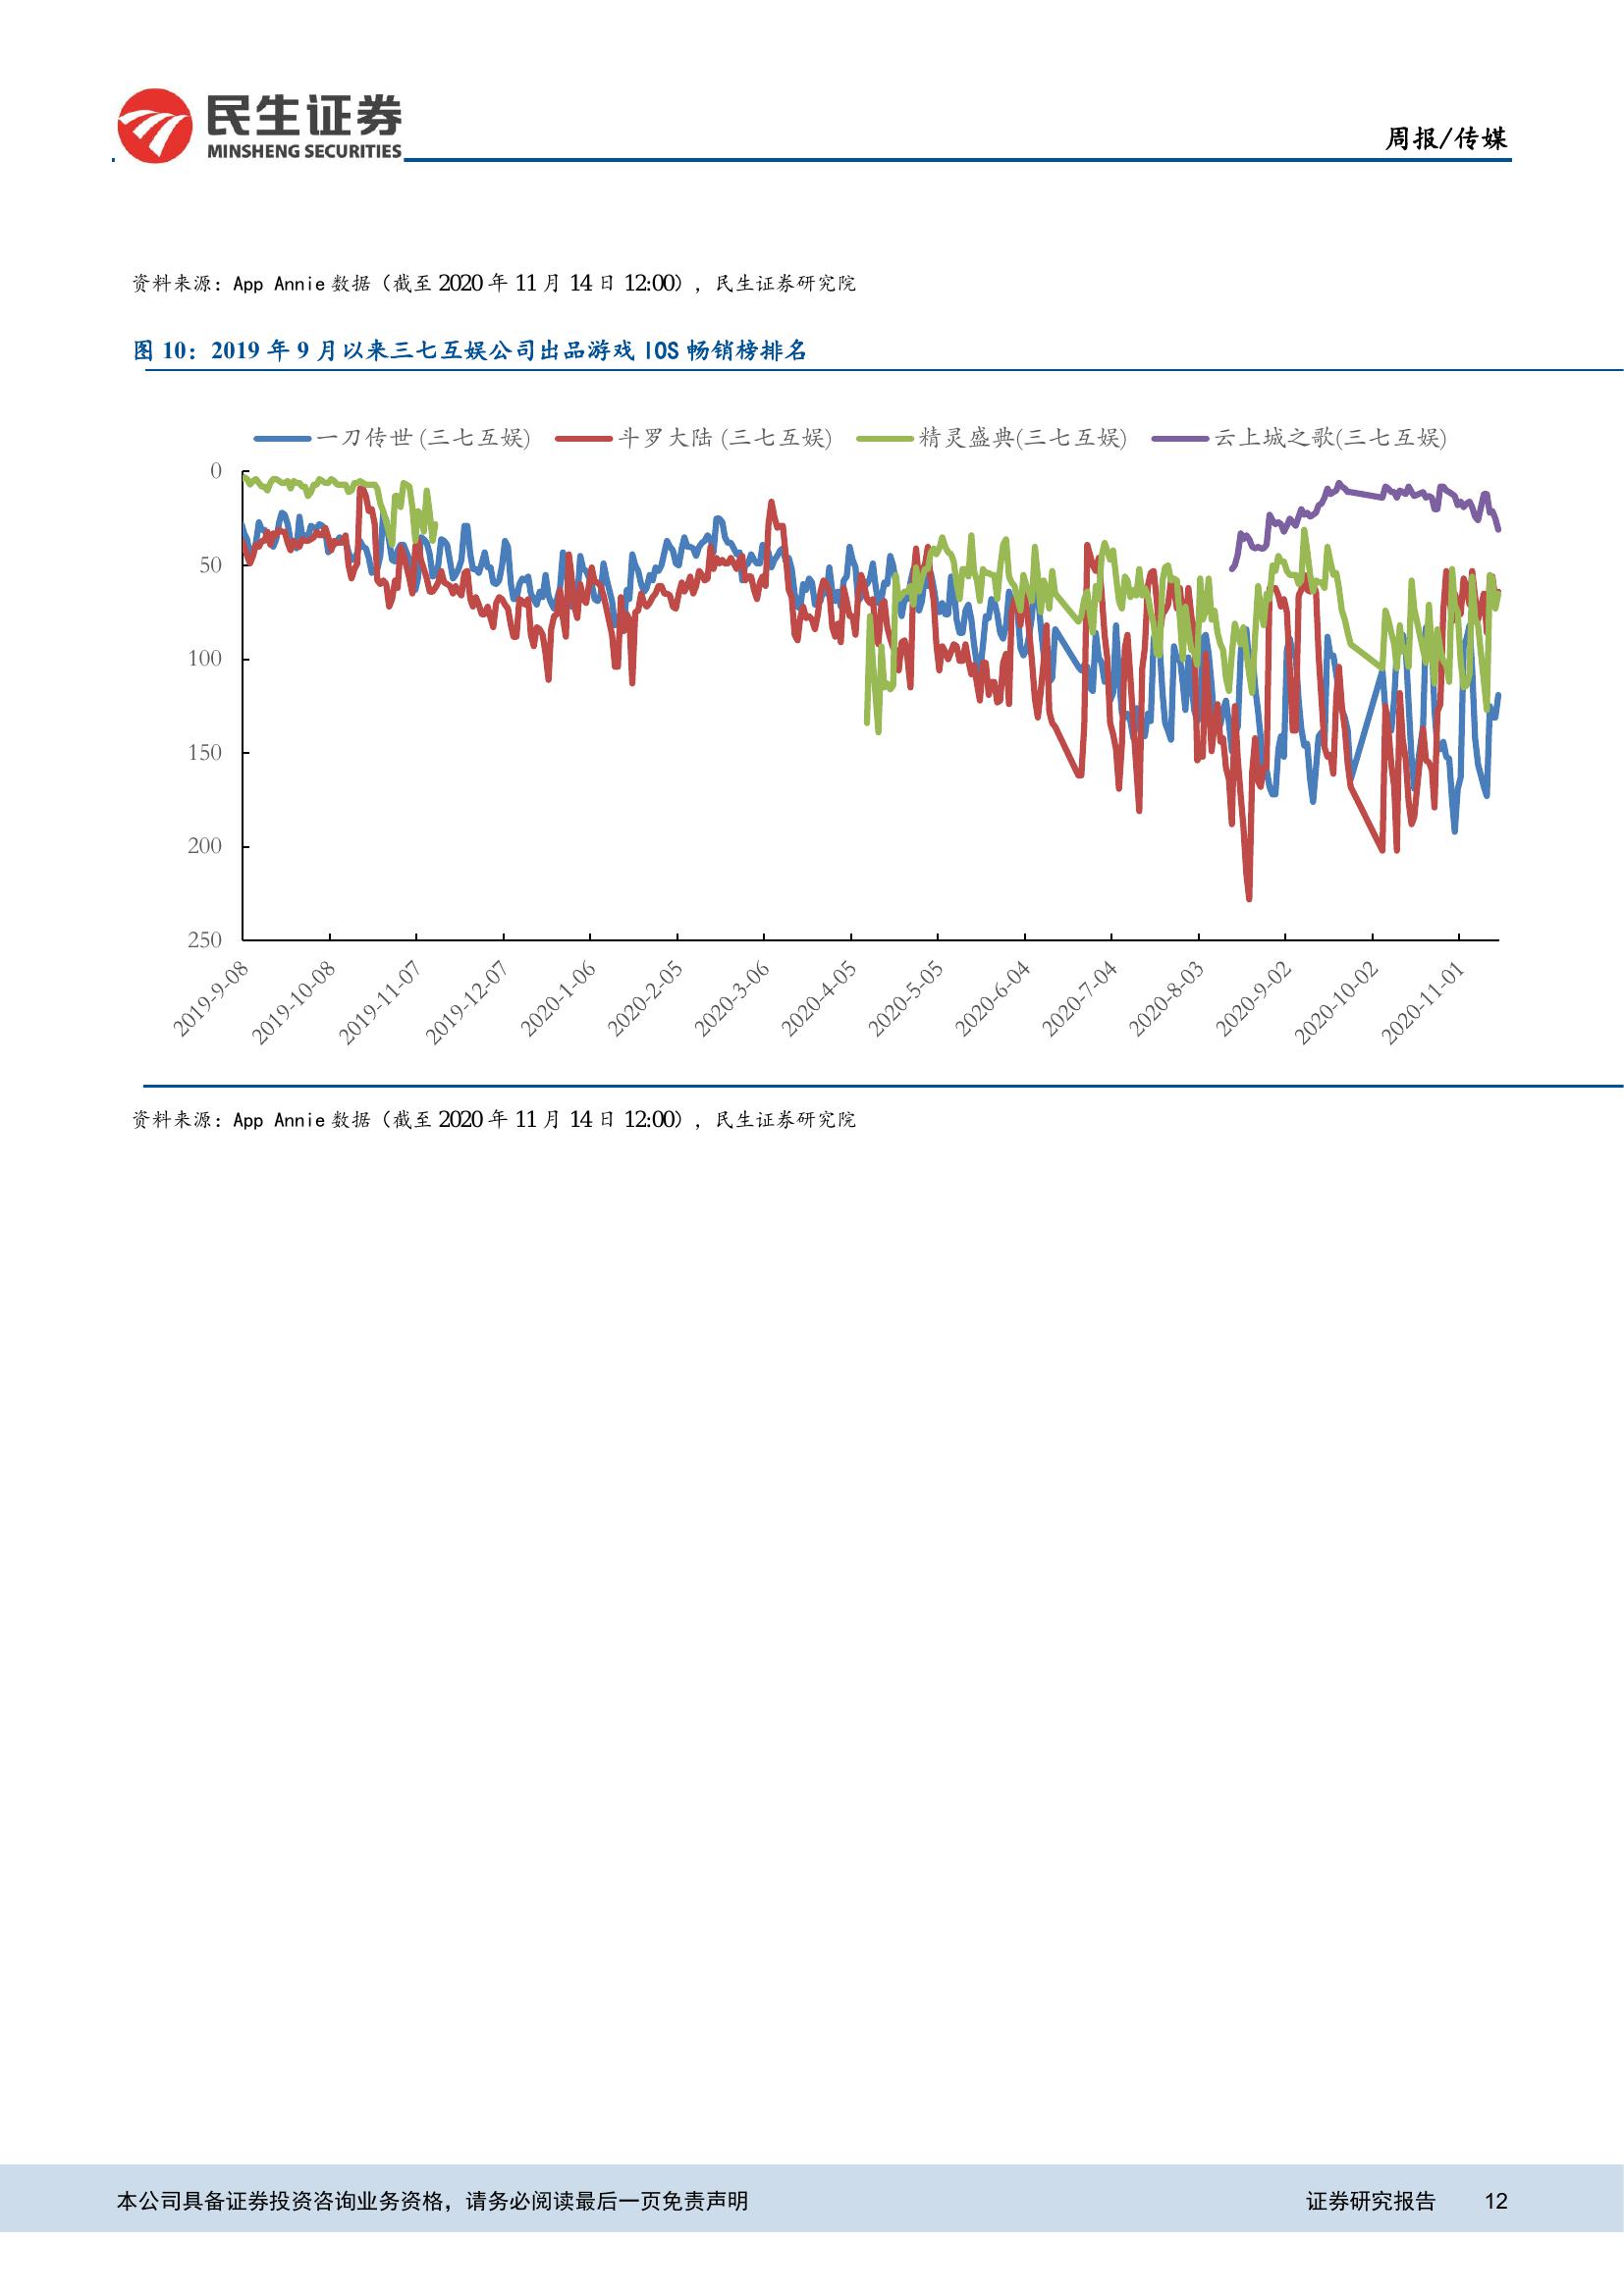 民生证券
MINSHENG SECURITIES
周报/传媒
资料来源：App Annie 数据（截至 2020 年 11 月 14 日 12:00），民生证券研究院
图 10：2019 年 9 月以来三七互娱公司出品游戏 IOS 畅销榜排名
一刀传世 (三七互娱) 斗罗大陆 (三七互娱) 精灵盛典(三七互娱) 云上城之歌(三七互娱)
0
50
100
150
200
250
2019-9-08 2019-10-08 2019-11-07 2019-12-07 2020-1-06 2020-2-05 2020-3-06 2020-4-05 2020-5-05 2020-6-04 2020-7-04 2020-8-03 2020-9-02 2020-10-02 2020-11-01
资料来源：App Annie 数据（截至 2020 年 11 月 14 日 12:00），民生证券研究院
本公司具备证券投资咨询业务资格，请务必阅读最后一页免责声明 证券研究报告 12